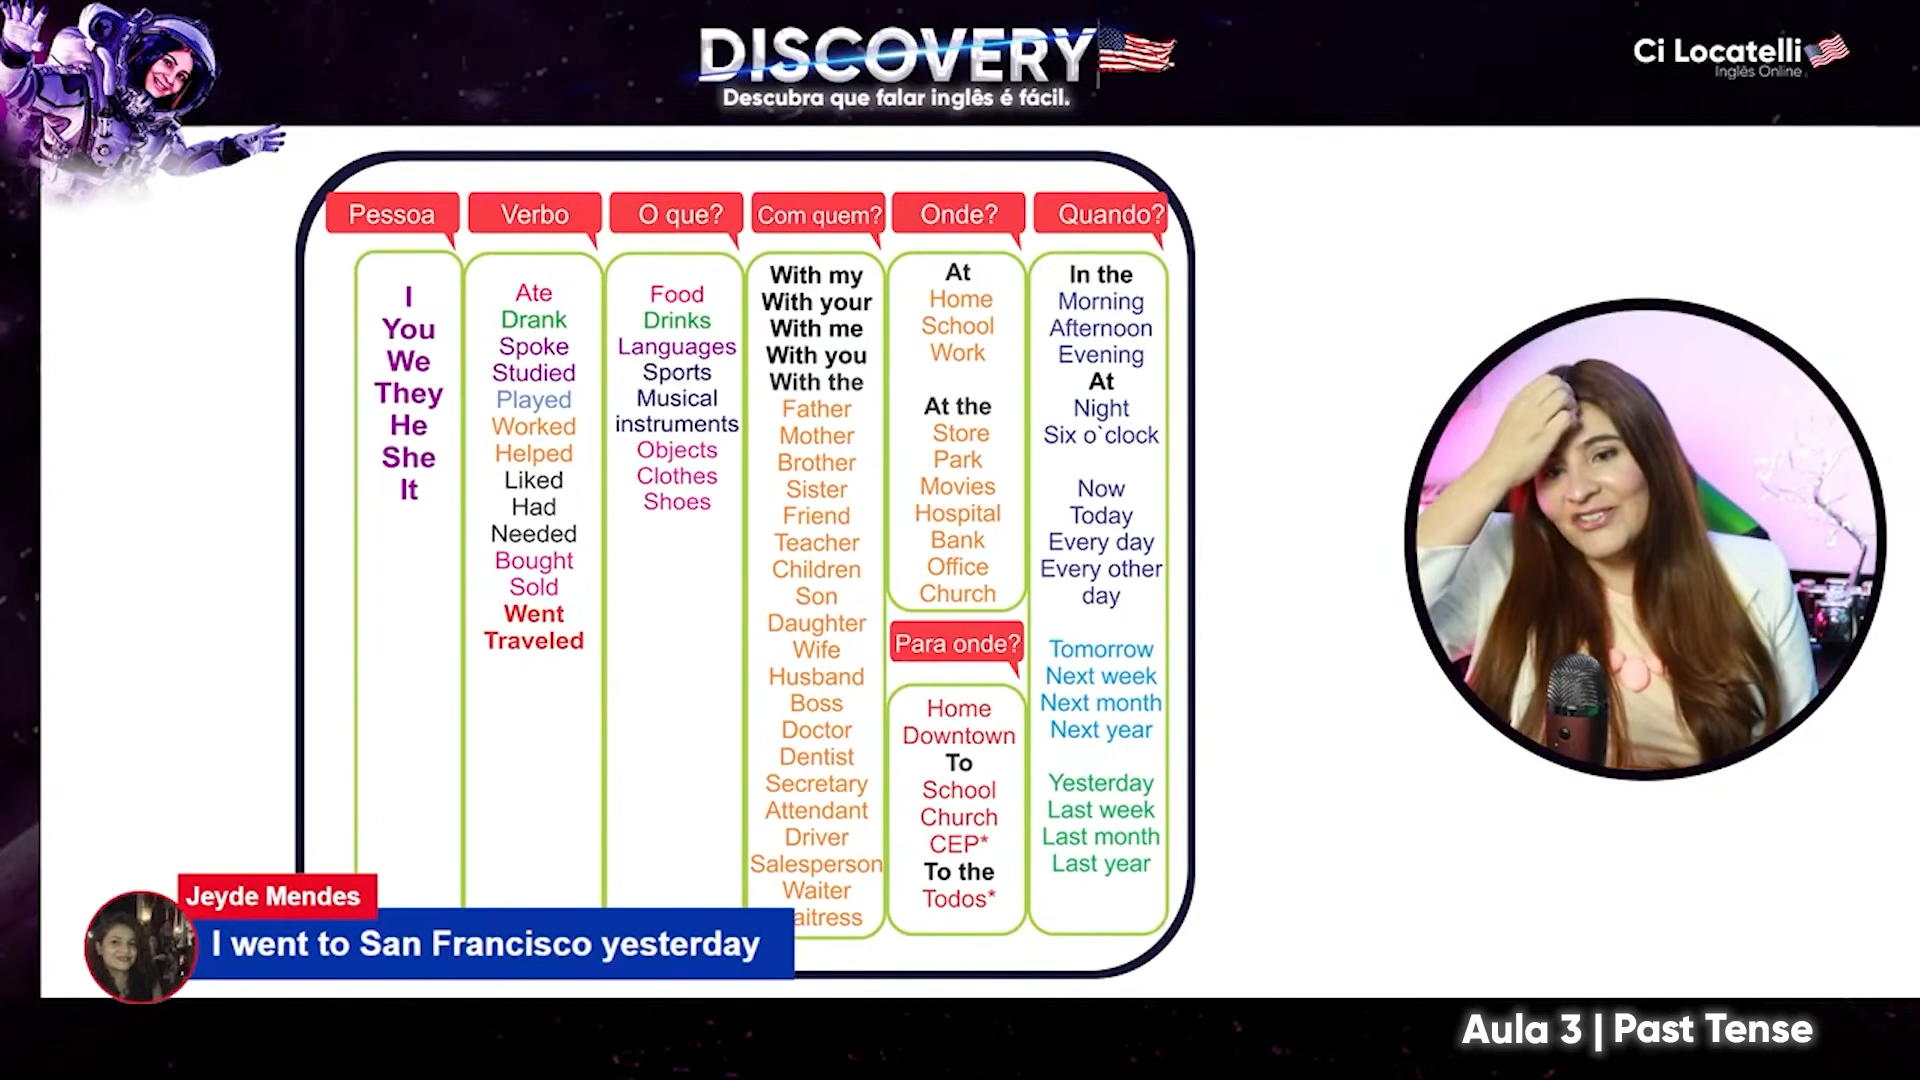 DISCOVERY
Descubra que falar inglês é fácil.
Ci Locatelli
Inglês Online
Pessoa
I
You
We
They
He
She
It
Verbo
Ate
Drank
Spoke
Studied
Played
Worked
Helped
Liked
Had
Needed
Bought
Sold
Went
Traveled
O que?
Food
Drinks
Languages
Sports
Musical
instruments
Objects
Clothes
Shoes
Com quem?
With my
With your
With me
With you
With the
Father
Mother
Brother
Sister
Friend
Teacher
Children
Son
Daughter
Wife
Husband
Boss
Doctor
Dentist
Secretary
Attendant
Driver
Salesperson
Waiter
aitress
Onde?
At
Home
School
Work
At the
Store
Park
Movies
Hospital
Bank
Office
Church
Para onde?
Home
Downtown
To
School
Church
CEP*
To the
Todos*
Quando?
In the
Morning
Afternoon
Evening
At
Night
Six o`clock
Now
Today
Every day
Every other
day
Tomorrow
Next week
Next month
Next year
Yesterday
Last week
Last month
Last year
Jeyde Mendes
I went to San Francisco yesterday
Aula 3 | Past Tense